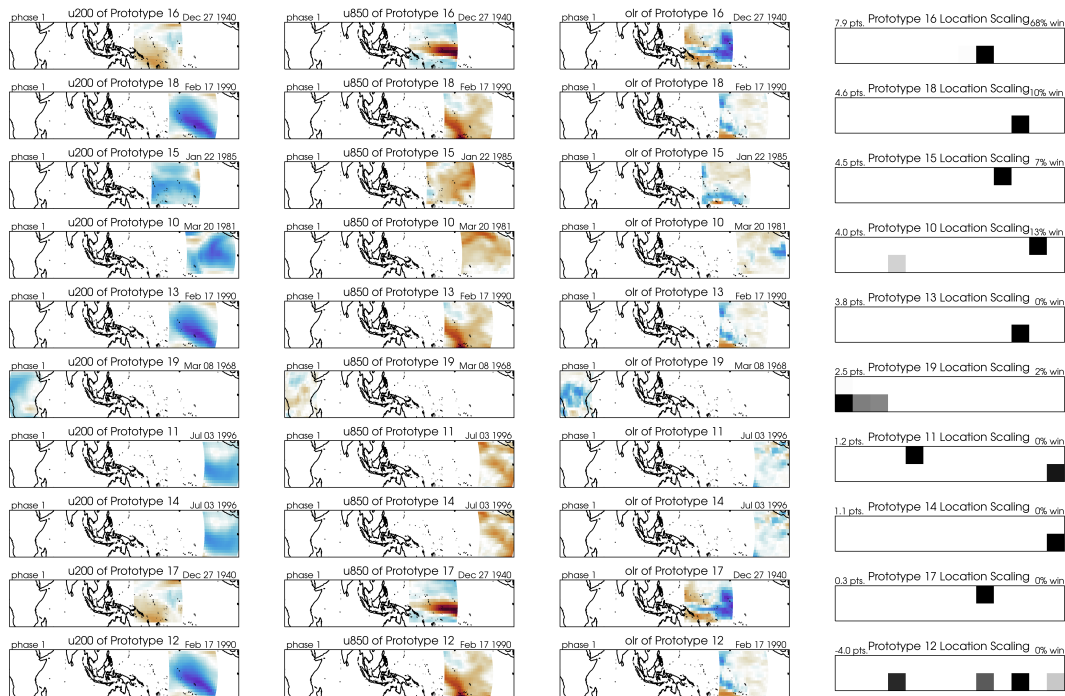 u200 of Prototype 16
phase 1 Dec 27 1940
u850 of Prototype 16
phase 1 Dec 27 1940
olr of Prototype 16
phase 1 Dec 27 1940
Prototype 16 Location Scaling
7.9 pts. 68% win
u200 of Prototype 18
phase 1 Feb 17 1990
u850 of Prototype 18
phase 1 Feb 17 1990
olr of Prototype 18
phase 1 Feb 17 1990
Prototype 18 Location Scaling
4.6 pts. 10% win
u200 of Prototype 15
phase 1 Jan 22 1985
u850 of Prototype 15
phase 1 Jan 22 1985
olr of Prototype 15
phase 1 Jan 22 1985
Prototype 15 Location Scaling
4.5 pts. 7% win
u200 of Prototype 10
phase 1 Mar 20 1981
u850 of Prototype 10
phase 1 Mar 20 1981
olr of Prototype 10
phase 1 Mar 20 1981
Prototype 10 Location Scaling
4.0 pts. 13% win
u200 of Prototype 13
phase 1 Feb 17 1990
u850 of Prototype 13
phase 1 Feb 17 1990
olr of Prototype 13
phase 1 Feb 17 1990
Prototype 13 Location Scaling
3.8 pts. 0% win
u200 of Prototype 19
phase 1 Mar 08 1968
u850 of Prototype 19
phase 1 Mar 08 1968
olr of Prototype 19
phase 1 Mar 08 1968
Prototype 19 Location Scaling
2.5 pts. 2% win
u200 of Prototype 11
phase 1 Jul 03 1996
u850 of Prototype 11
phase 1 Jul 03 1996
olr of Prototype 11
phase 1 Jul 03 1996
Prototype 11 Location Scaling
1.2 pts. 0% win
u200 of Prototype 14
phase 1 Jul 03 1996
u850 of Prototype 14
phase 1 Jul 03 1996
olr of Prototype 14
phase 1 Jul 03 1996
Prototype 14 Location Scaling
1.1 pts. 0% win
u200 of Prototype 17
phase 1 Dec 27 1940
u850 of Prototype 17
phase 1 Dec 27 1940
olr of Prototype 17
phase 1 Dec 27 1940
Prototype 17 Location Scaling
0.3 pts. 0% win
u200 of Prototype 12
phase 1 Feb 17 1990
u850 of Prototype 12
phase 1 Feb 17 1990
olr of Prototype 12
phase 1 Feb 17 1990
Prototype 12 Location Scaling
-4.0 pts. 0% win